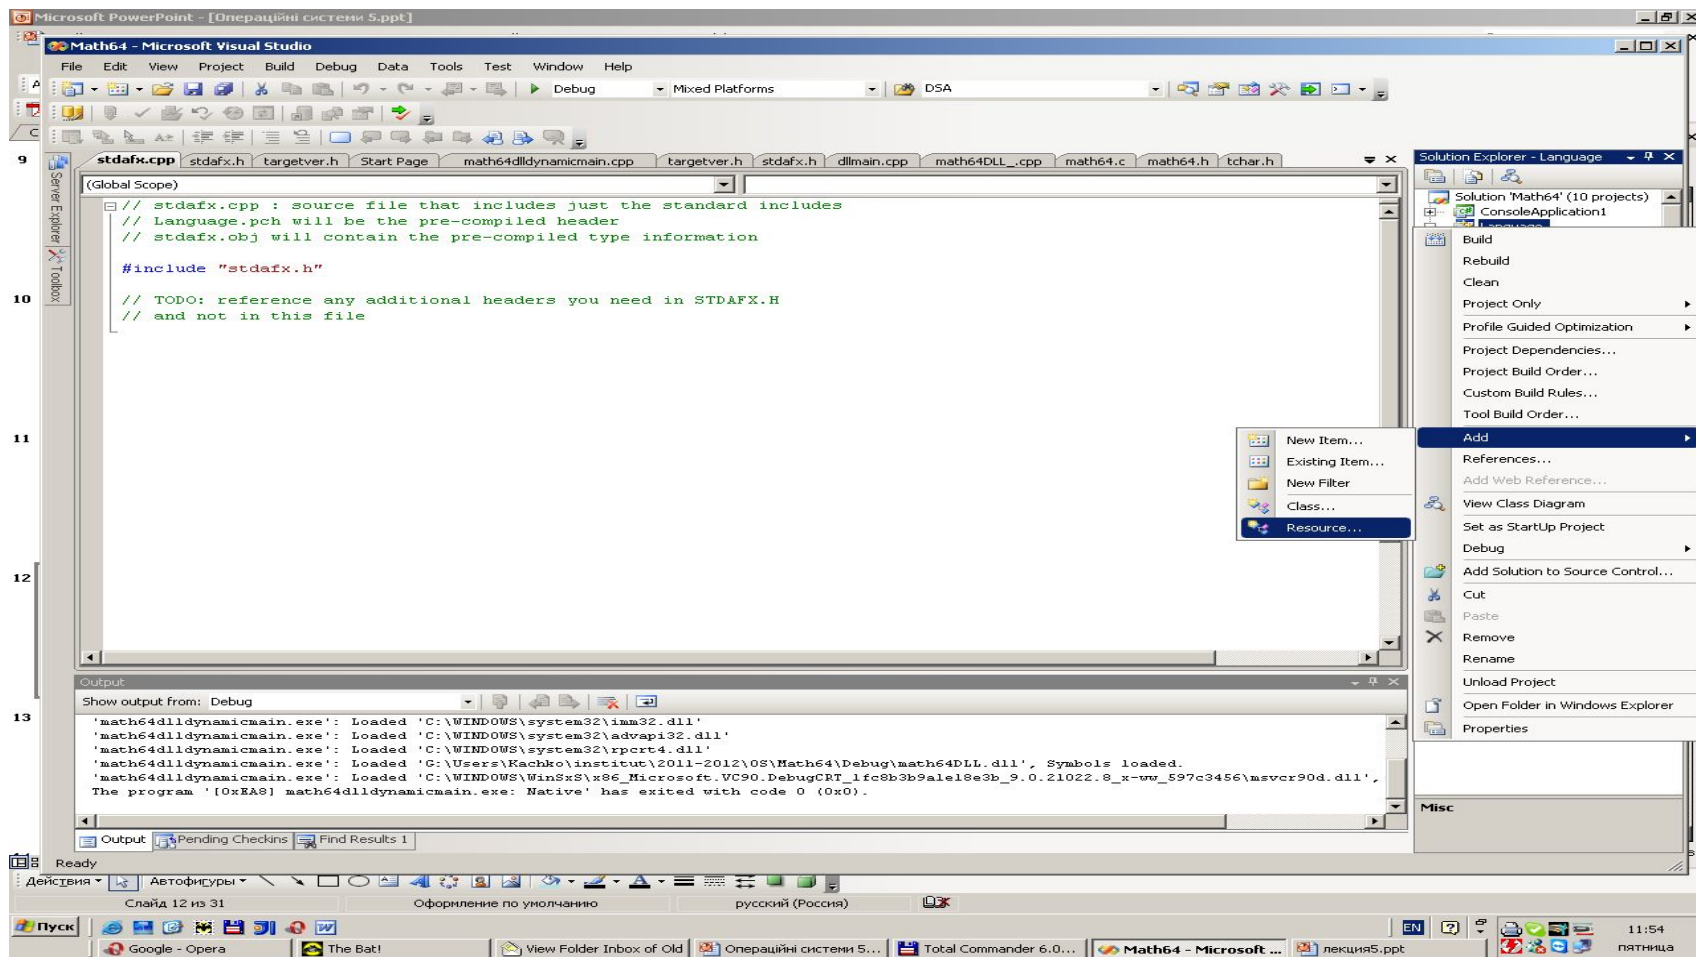 Microsoft PowerPoint - [Операційні системи 5.ppt]
Math64 - Microsoft Visual Studio
File Edit View Project Build Debug Data Tools Test Window Help
Debug Mixed Platforms DSA
stdafx.cpp stdafx.h targetver.h Start Page math64dlldynamicmain.cpp targetver.h stdafx.h dllmain.cpp math64DLL_.cpp math64.c math64.h tchar.h
(Global Scope)
Server Explorer
Toolbox
9
10
11
12
13
// stdafx.cpp : source file that includes just the standard includes
// Language.pch will be the pre-compiled header
// stdafx.obj will contain the pre-compiled type information
#include "stdafx.h"
// TODO: reference any additional headers you need in STDAFX.H
// and not in this file
Solution Explorer - Language
Solution 'Math64' (10 projects)
ConsoleApplication1
Language
Build
Rebuild
Clean
Project Only
Profile Guided Optimization
Project Dependencies...
Project Build Order...
Custom Build Rules...
Tool Build Order...
Add
References...
Add Web Reference...
View Class Diagram
Set as StartUp Project
Debug
Add Solution to Source Control...
Cut
Paste
Remove
Rename
Unload Project
Open Folder in Windows Explorer
Properties
New Item...
Existing Item...
New Filter
Class...
Resource...
Misc
Output
Show output from: Debug
'math64dlldynamicmain.exe': Loaded 'C:\WINDOWS\system32\imm32.dll'
'math64dlldynamicmain.exe': Loaded 'C:\WINDOWS\system32\advapi32.dll'
'math64dlldynamicmain.exe': Loaded 'C:\WINDOWS\system32\rpcrt4.dll'
'math64dlldynamicmain.exe': Loaded 'G:\Users\Kachko\institut\2011-2012\OS\Math64\Debug\math64DLL.dll', Symbols loaded.
'math64dlldynamicmain.exe': Loaded 'C:\WINDOWS\WinSxS\x86_Microsoft.VC90.DebugCRT_1fc8b3b9a1e18e3b_9.0.21022.8_x-ww_597c3456\msvcr90d.dll',
The program '[0xEA8] math64dlldynamicmain.exe: Native' has exited with code 0 (0x0).
Output Pending Checkins Find Results 1
Ready
Действия Автофигуры
Слайд 12 из 31 Оформление по умолчанию русский (Россия)
Пуск EN 11:54
Google - Opera The Bat! View Folder Inbox of Old Операційні системи 5... Total Commander 6.0... Math64 - Microsoft ... лекция5.ppt пятница